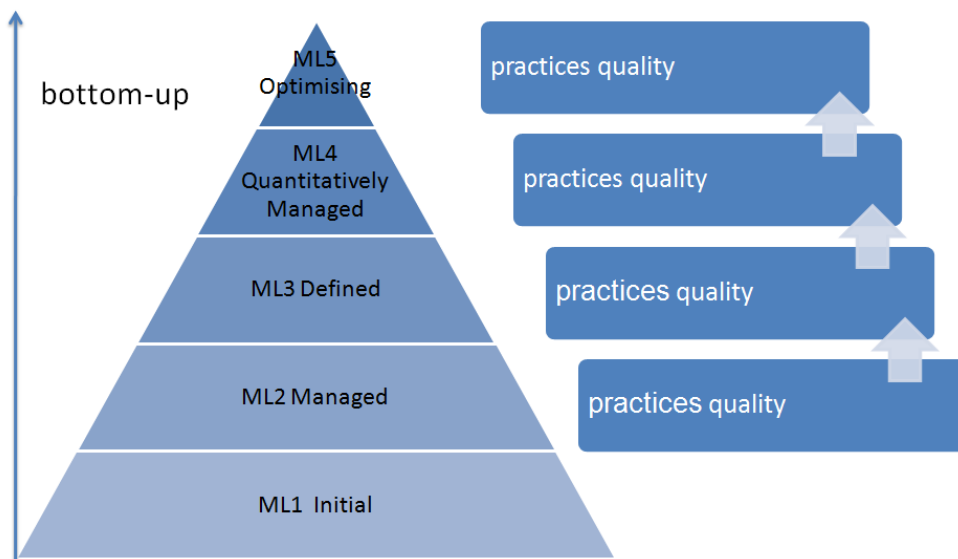 bottom-up
ML5
Optimising
ML4
Quantitatively
Managed
ML3 Defined
ML2 Managed
ML1 Initial
practices quality
practices quality
practices quality
practices quality